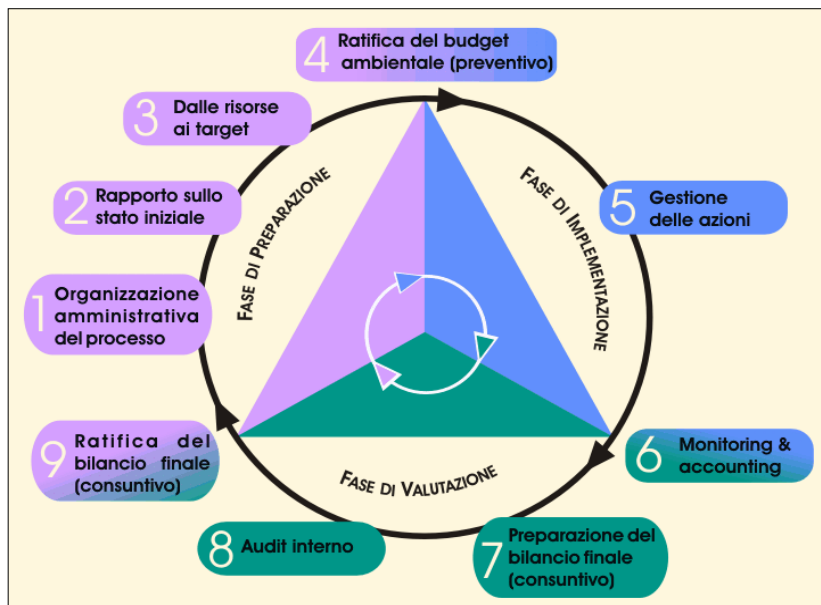 4 Ratifica del budget
ambientale (preventivo)
3 Dalle risorse
ai target
2 Rapporto sullo
stato iniziale
1 Organizzazione
amministrativa
del processo
FASE DI PREPARAZIONE
FASE DI IMPLEMENTAZIONE
5 Gestione
delle azioni
6 Monitoring &
accounting
FASE DI VALUTAZIONE
7 Preparazione del
bilancio finale
(consuntivo)
8 Audit interno
9 Ratifica del
bilancio finale
(consuntivo)